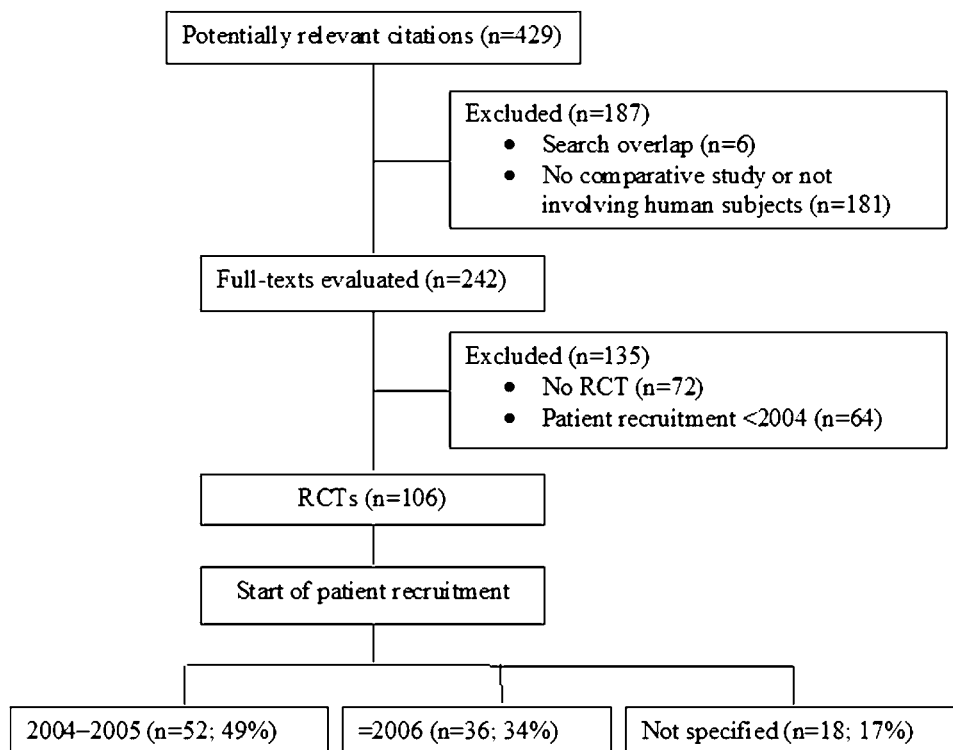 Potentially relevant citations (n=429)
Excluded (n=187)
• Search overlap (n=6)
• No comparative study or not
involving human subjects (n=181)
Full-texts evaluated (n=242)
Excluded (n=135)
• No RCT (n=72)
• Patient recruitment <2004 (n=64)
RCTs (n=106)
Start of patient recruitment
2004–2005 (n=52; 49%)
=2006 (n=36; 34%)
Not specified (n=18; 17%)